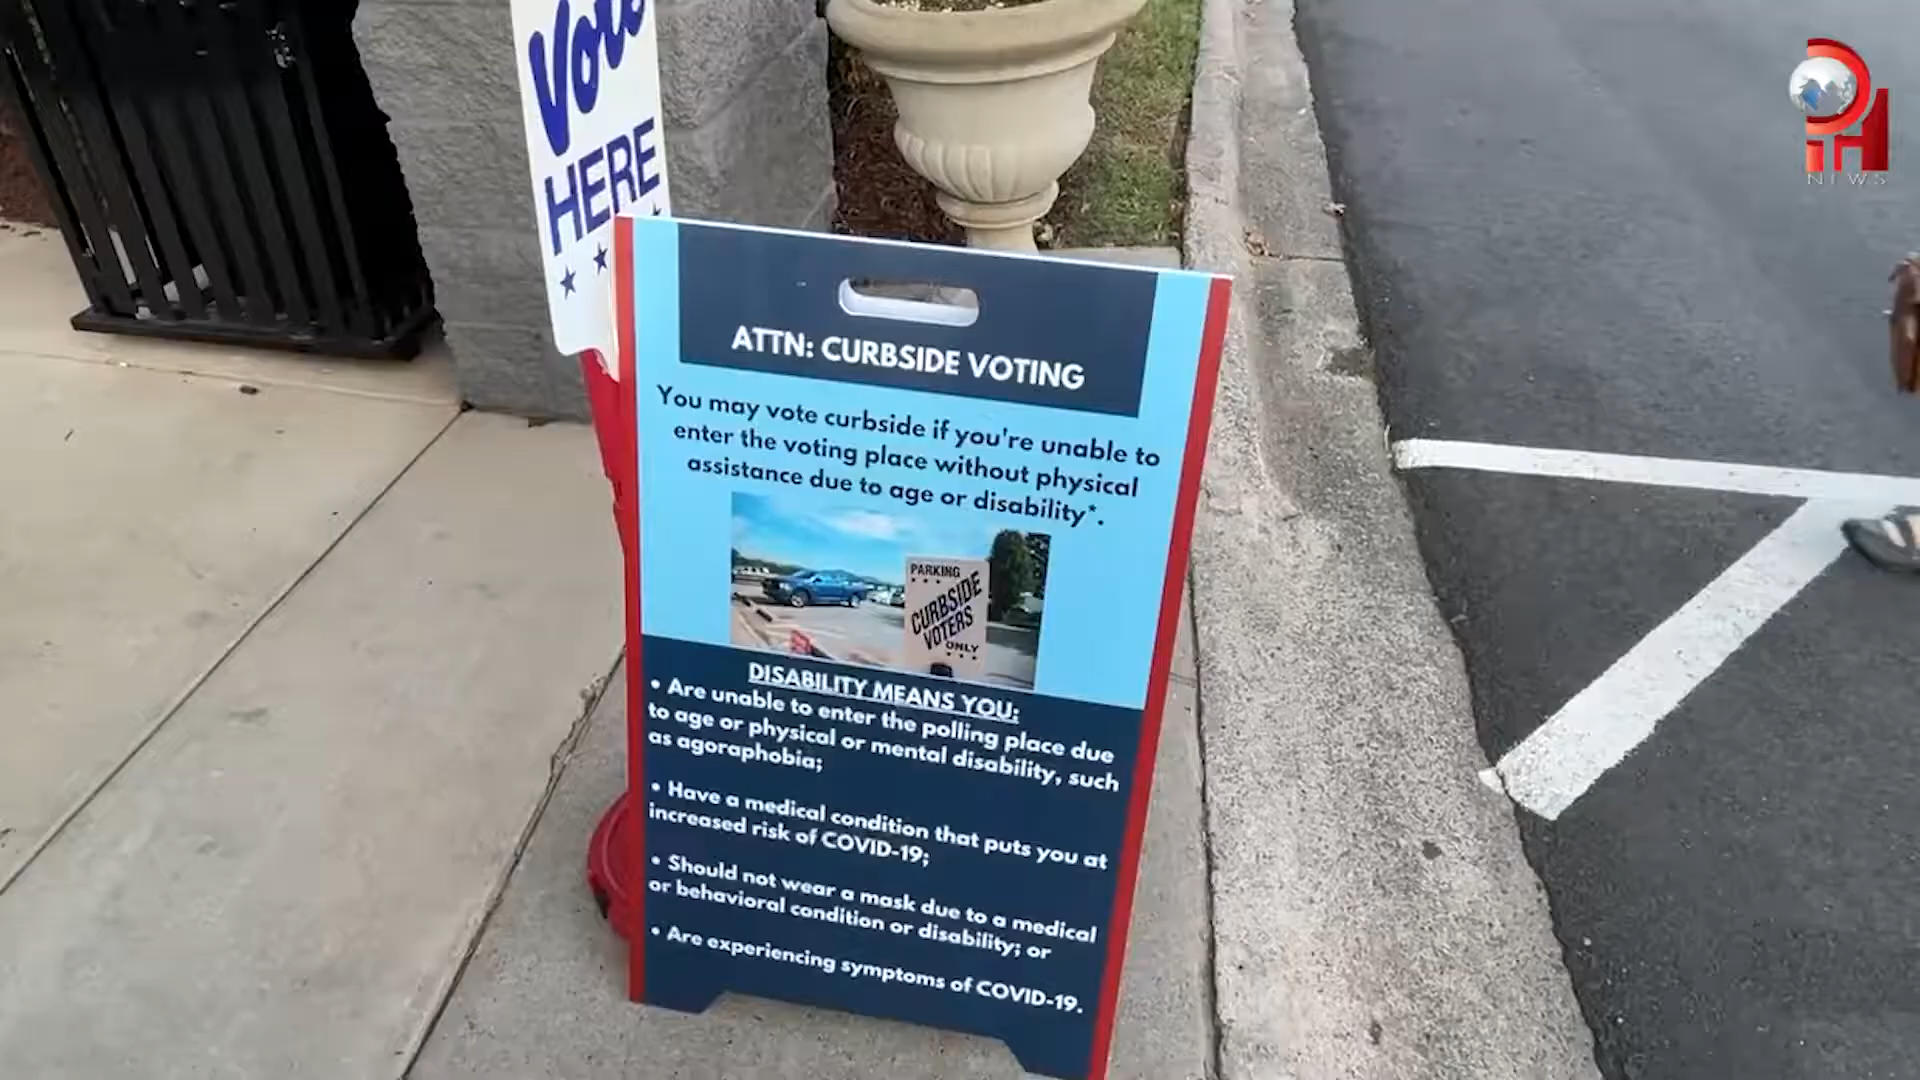 Vote
HERE
ATTN: CURBSIDE VOTING
You may vote curbside if you're unable to
enter the voting place without physical
assistance due to age or disability*.
PARKING
CURBSIDE
VOTERS
ONLY
DISABILITY MEANS YOU:
• Are unable to enter the polling place due
to age or physical or mental disability, such
as agoraphobia;
• Have a medical condition that puts you at
increased risk of COVID-19;
• Should not wear a mask due to a medical
or behavioral condition or disability; or
• Are experiencing symptoms of COVID-19.
PTH
NEWS